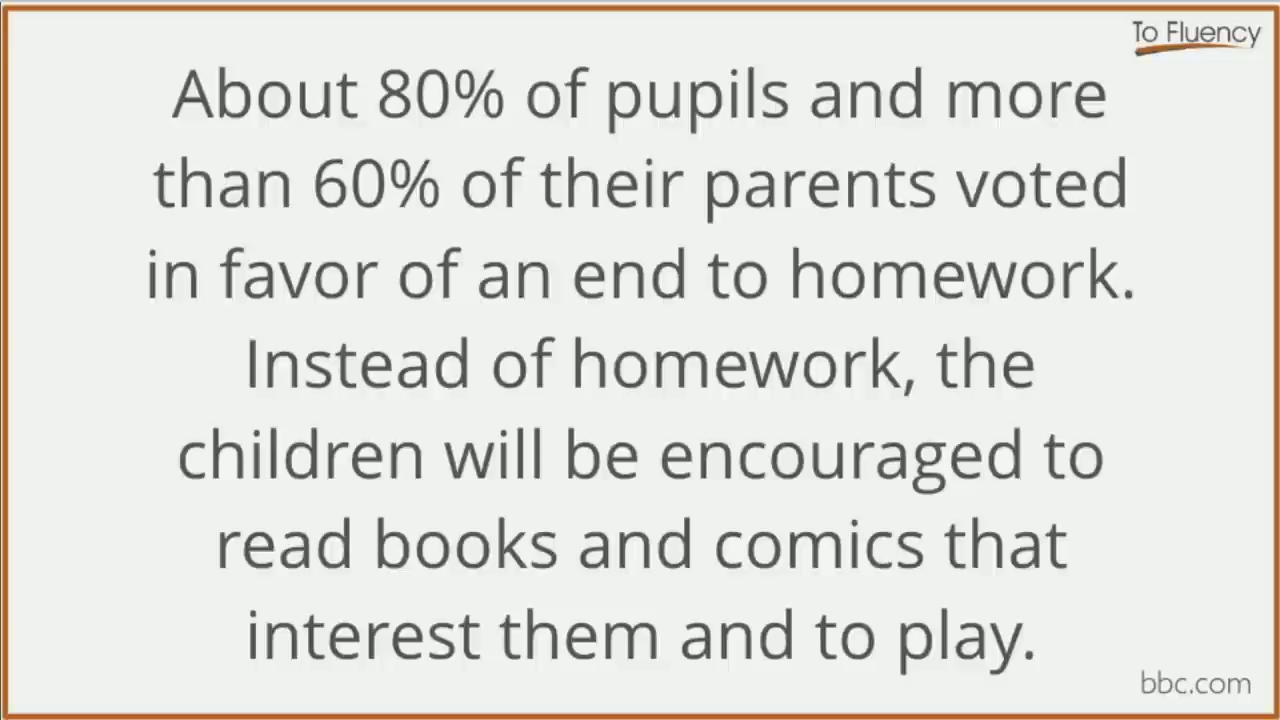 To Fluency
About 80% of pupils and more
than 60% of their parents voted
in favor of an end to homework.
Instead of homework, the
children will be encouraged to
read books and comics that
interest them and to play.
bbc.com